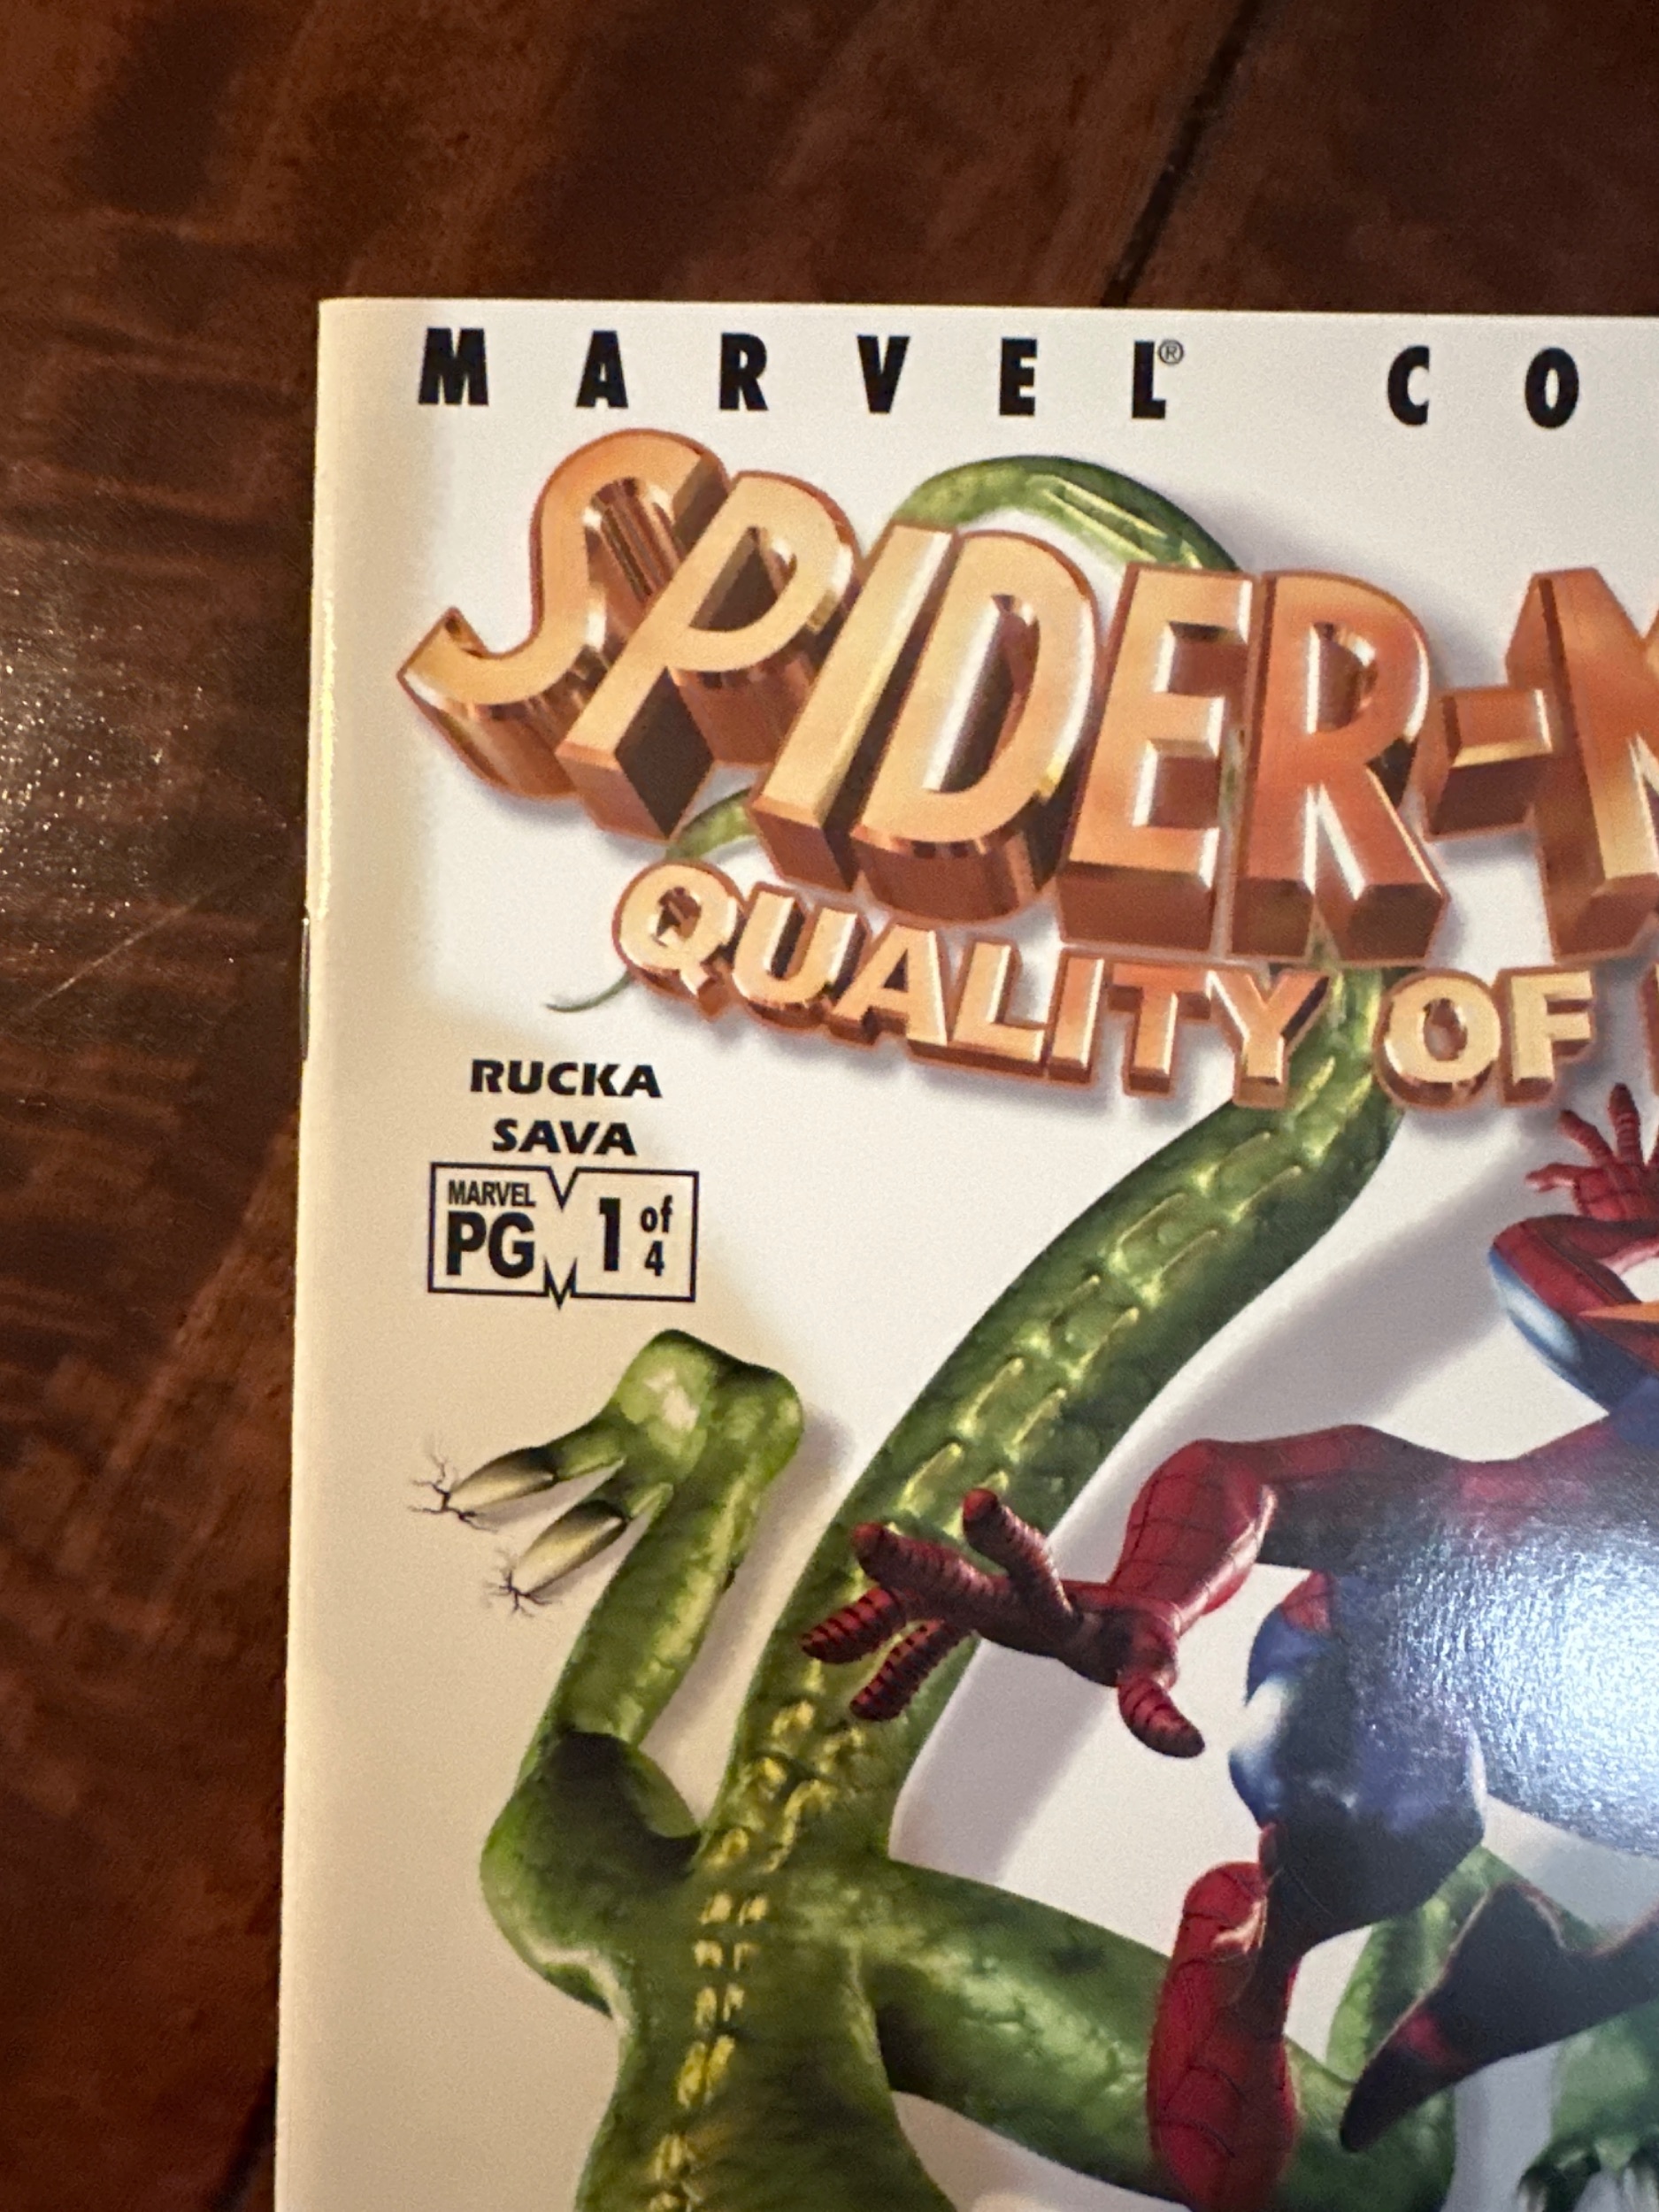 MARVEL® CO
SPIDER-M
QUALITY OF
RUCKA
SAVA
MARVEL
PG
1 of 4